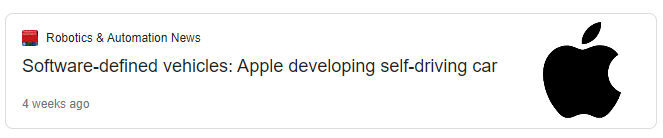 Robotics & Automation News
Software-defined vehicles: Apple developing self-driving car
4 weeks ago